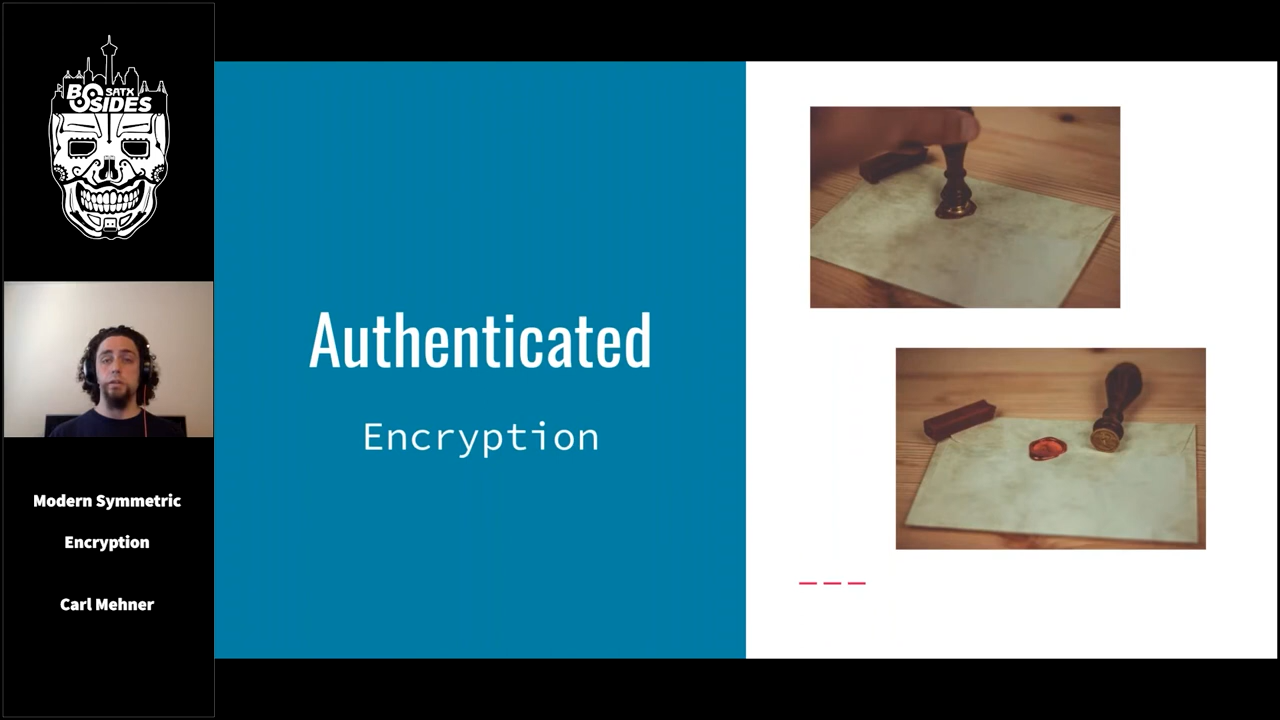 BSIDES
SATX
Modern Symmetric
Encryption
Carl Mehner
Authenticated
Encryption